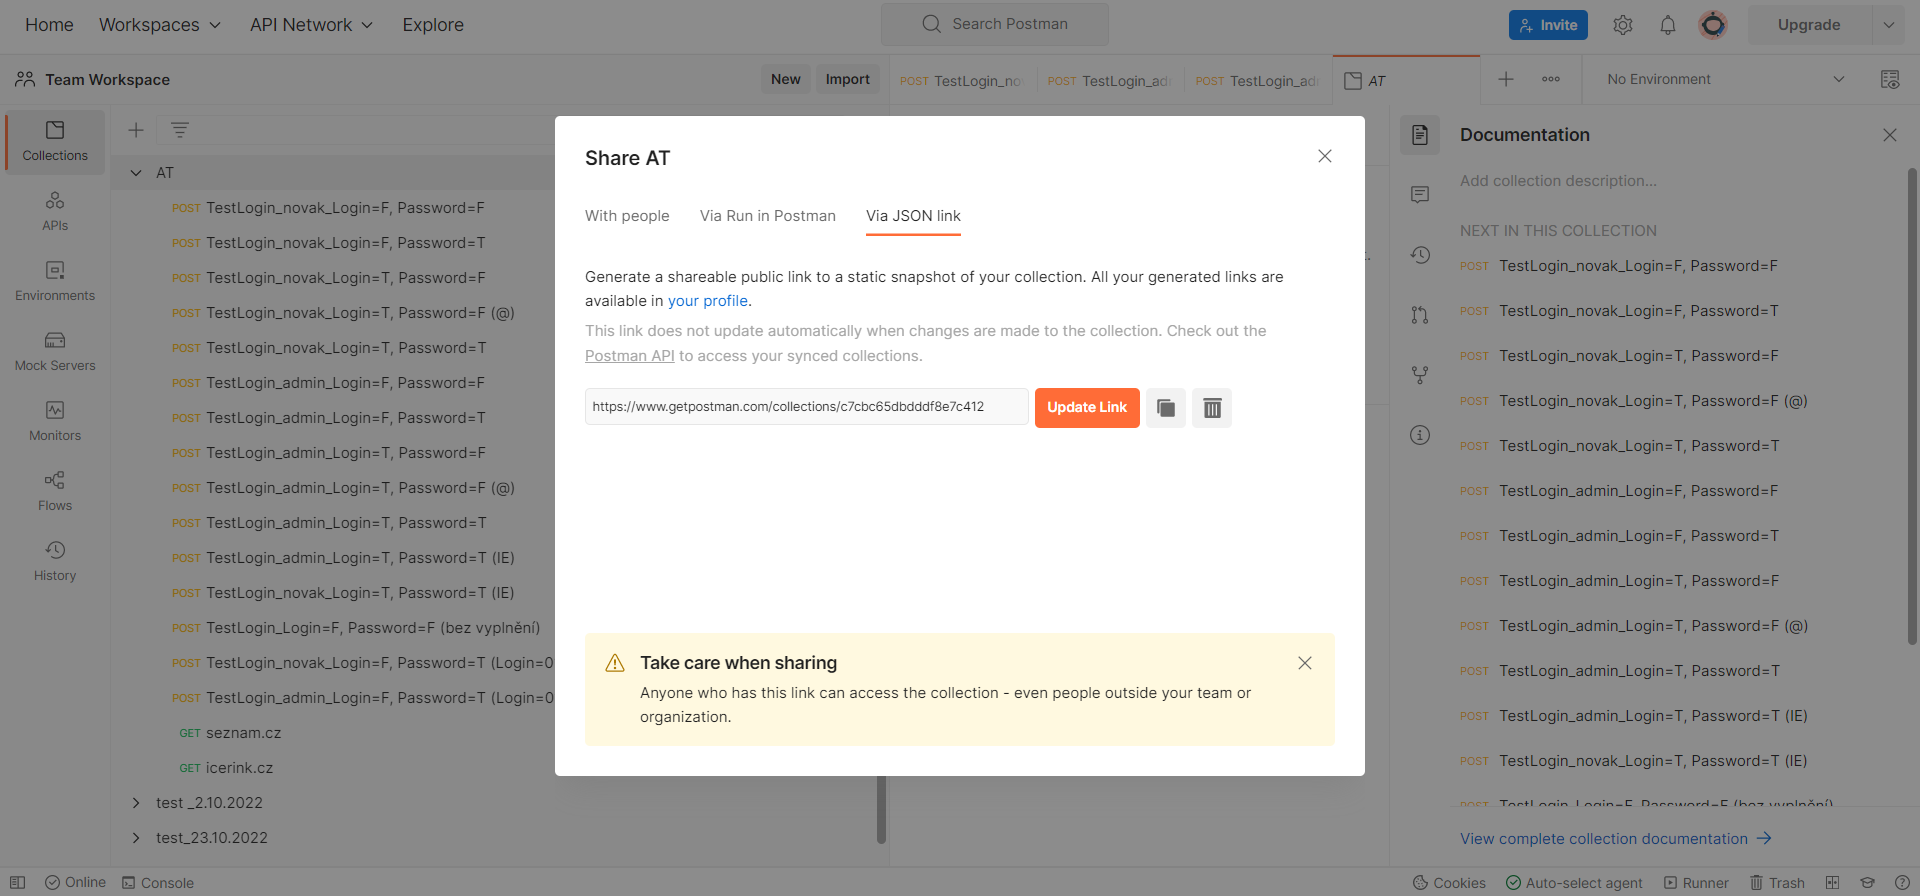 Home
Workspaces
API Network
Explore
Search Postman
Invite
Upgrade
Team Workspace
New
Import
POST TestLogin_no
POST TestLogin_ad
POST TestLogin_ad
AT
No Environment
Collections
APIs
Environments
Mock Servers
Monitors
Flows
History
AT
POST TestLogin_novak_Login=F, Password=F
POST TestLogin_novak_Login=F, Password=T
POST TestLogin_novak_Login=T, Password=F
POST TestLogin_novak_Login=T, Password=F (@)
POST TestLogin_novak_Login=T, Password=T
POST TestLogin_admin_Login=F, Password=F
POST TestLogin_admin_Login=F, Password=T
POST TestLogin_admin_Login=T, Password=F
POST TestLogin_admin_Login=T, Password=F (@)
POST TestLogin_admin_Login=T, Password=T
POST TestLogin_admin_Login=T, Password=T (IE)
POST TestLogin_novak_Login=T, Password=T (IE)
POST TestLogin_Login=F, Password=F (bez vyplnění)
POST TestLogin_novak_Login=F, Password=T (Login=0
POST TestLogin_admin_Login=F, Password=T (Login=0
GET seznam.cz
GET icerink.cz
test _2.10.2022
test_23.10.2022
Share AT
With people
Via Run in Postman
Via JSON link
Generate a shareable public link to a static snapshot of your collection. All your generated links are
available in your profile.
This link does not update automatically when changes are made to the collection. Check out the
Postman API to access your synced collections.
https://www.getpostman.com/collections/c7cbc65dbdddf8e7c412
Update Link
Take care when sharing
Anyone who has this link can access the collection - even people outside your team or
organization.
Documentation
Add collection description...
NEXT IN THIS COLLECTION
POST TestLogin_novak_Login=F, Password=F
POST TestLogin_novak_Login=F, Password=T
POST TestLogin_novak_Login=T, Password=F
POST TestLogin_novak_Login=T, Password=F (@)
POST TestLogin_novak_Login=T, Password=T
POST TestLogin_admin_Login=F, Password=F
POST TestLogin_admin_Login=F, Password=T
POST TestLogin_admin_Login=T, Password=F
POST TestLogin_admin_Login=T, Password=F (@)
POST TestLogin_admin_Login=T, Password=T
POST TestLogin_admin_Login=T, Password=T (IE)
POST TestLogin_novak_Login=T, Password=T (IE)
POST TestLogin_Login=F, Password=F (bez vyplnění)
View complete collection documentation
Online
Console
Cookies
Auto-select agent
Runner
Trash